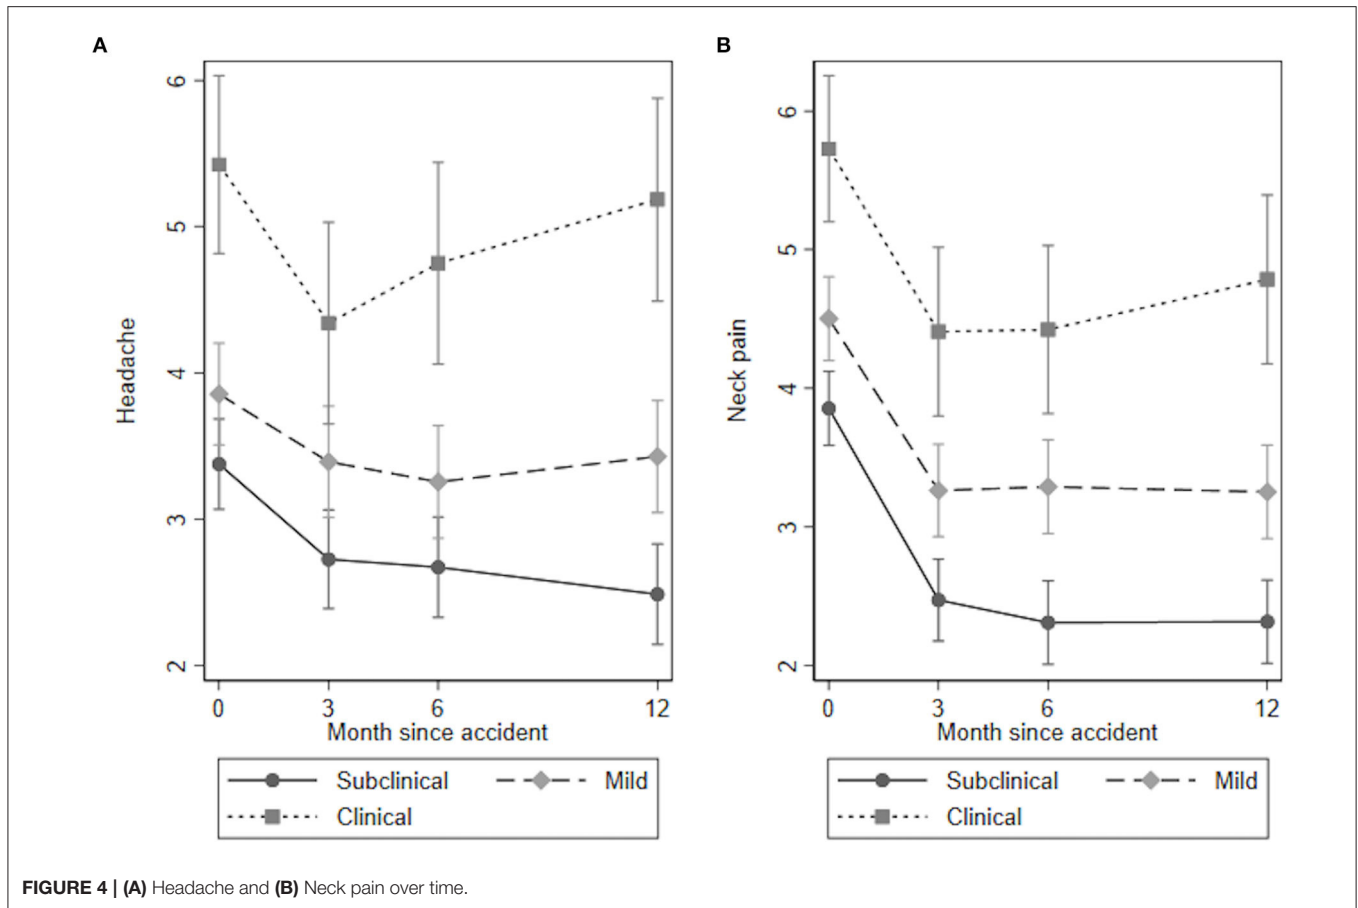 A
Headache
6
5
4
3
2
0 3 6 12
Month since accident
Subclinical Mild
Clinical
B
Neck pain
6
5
4
3
2
0 3 6 12
Month since accident
Subclinical Mild
Clinical
FIGURE 4 | (A) Headache and (B) Neck pain over time.